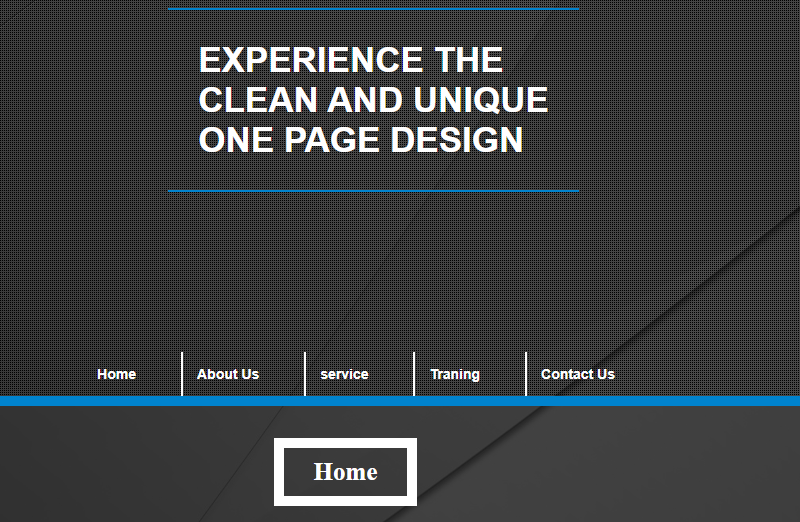 EXPERIENCE THE
CLEAN AND UNIQUE
ONE PAGE DESIGN
Home
About Us
service
Traning
Contact Us
Home